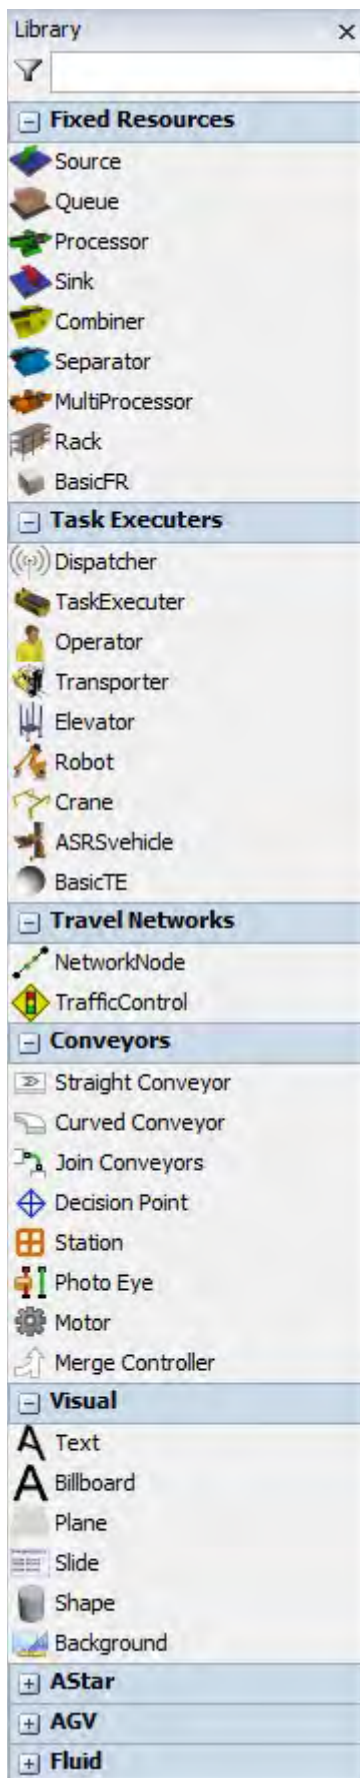 Library
Fixed Resources
Source
Queue
Processor
Sink
Combiner
Separator
MultiProcessor
Rack
BasicFR
Task Executers
Dispatcher
TaskExecuter
Operator
Transporter
Elevator
Robot
Crane
ASRSvehicle
BasicTE
Travel Networks
NetworkNode
TrafficControl
Conveyors
Straight Conveyor
Curved Conveyor
Join Conveyors
Decision Point
Station
Photo Eye
Motor
Merge Controller
Visual
Text
Billboard
Plane
Slide
Shape
Background
AStar
AGV
Fluid